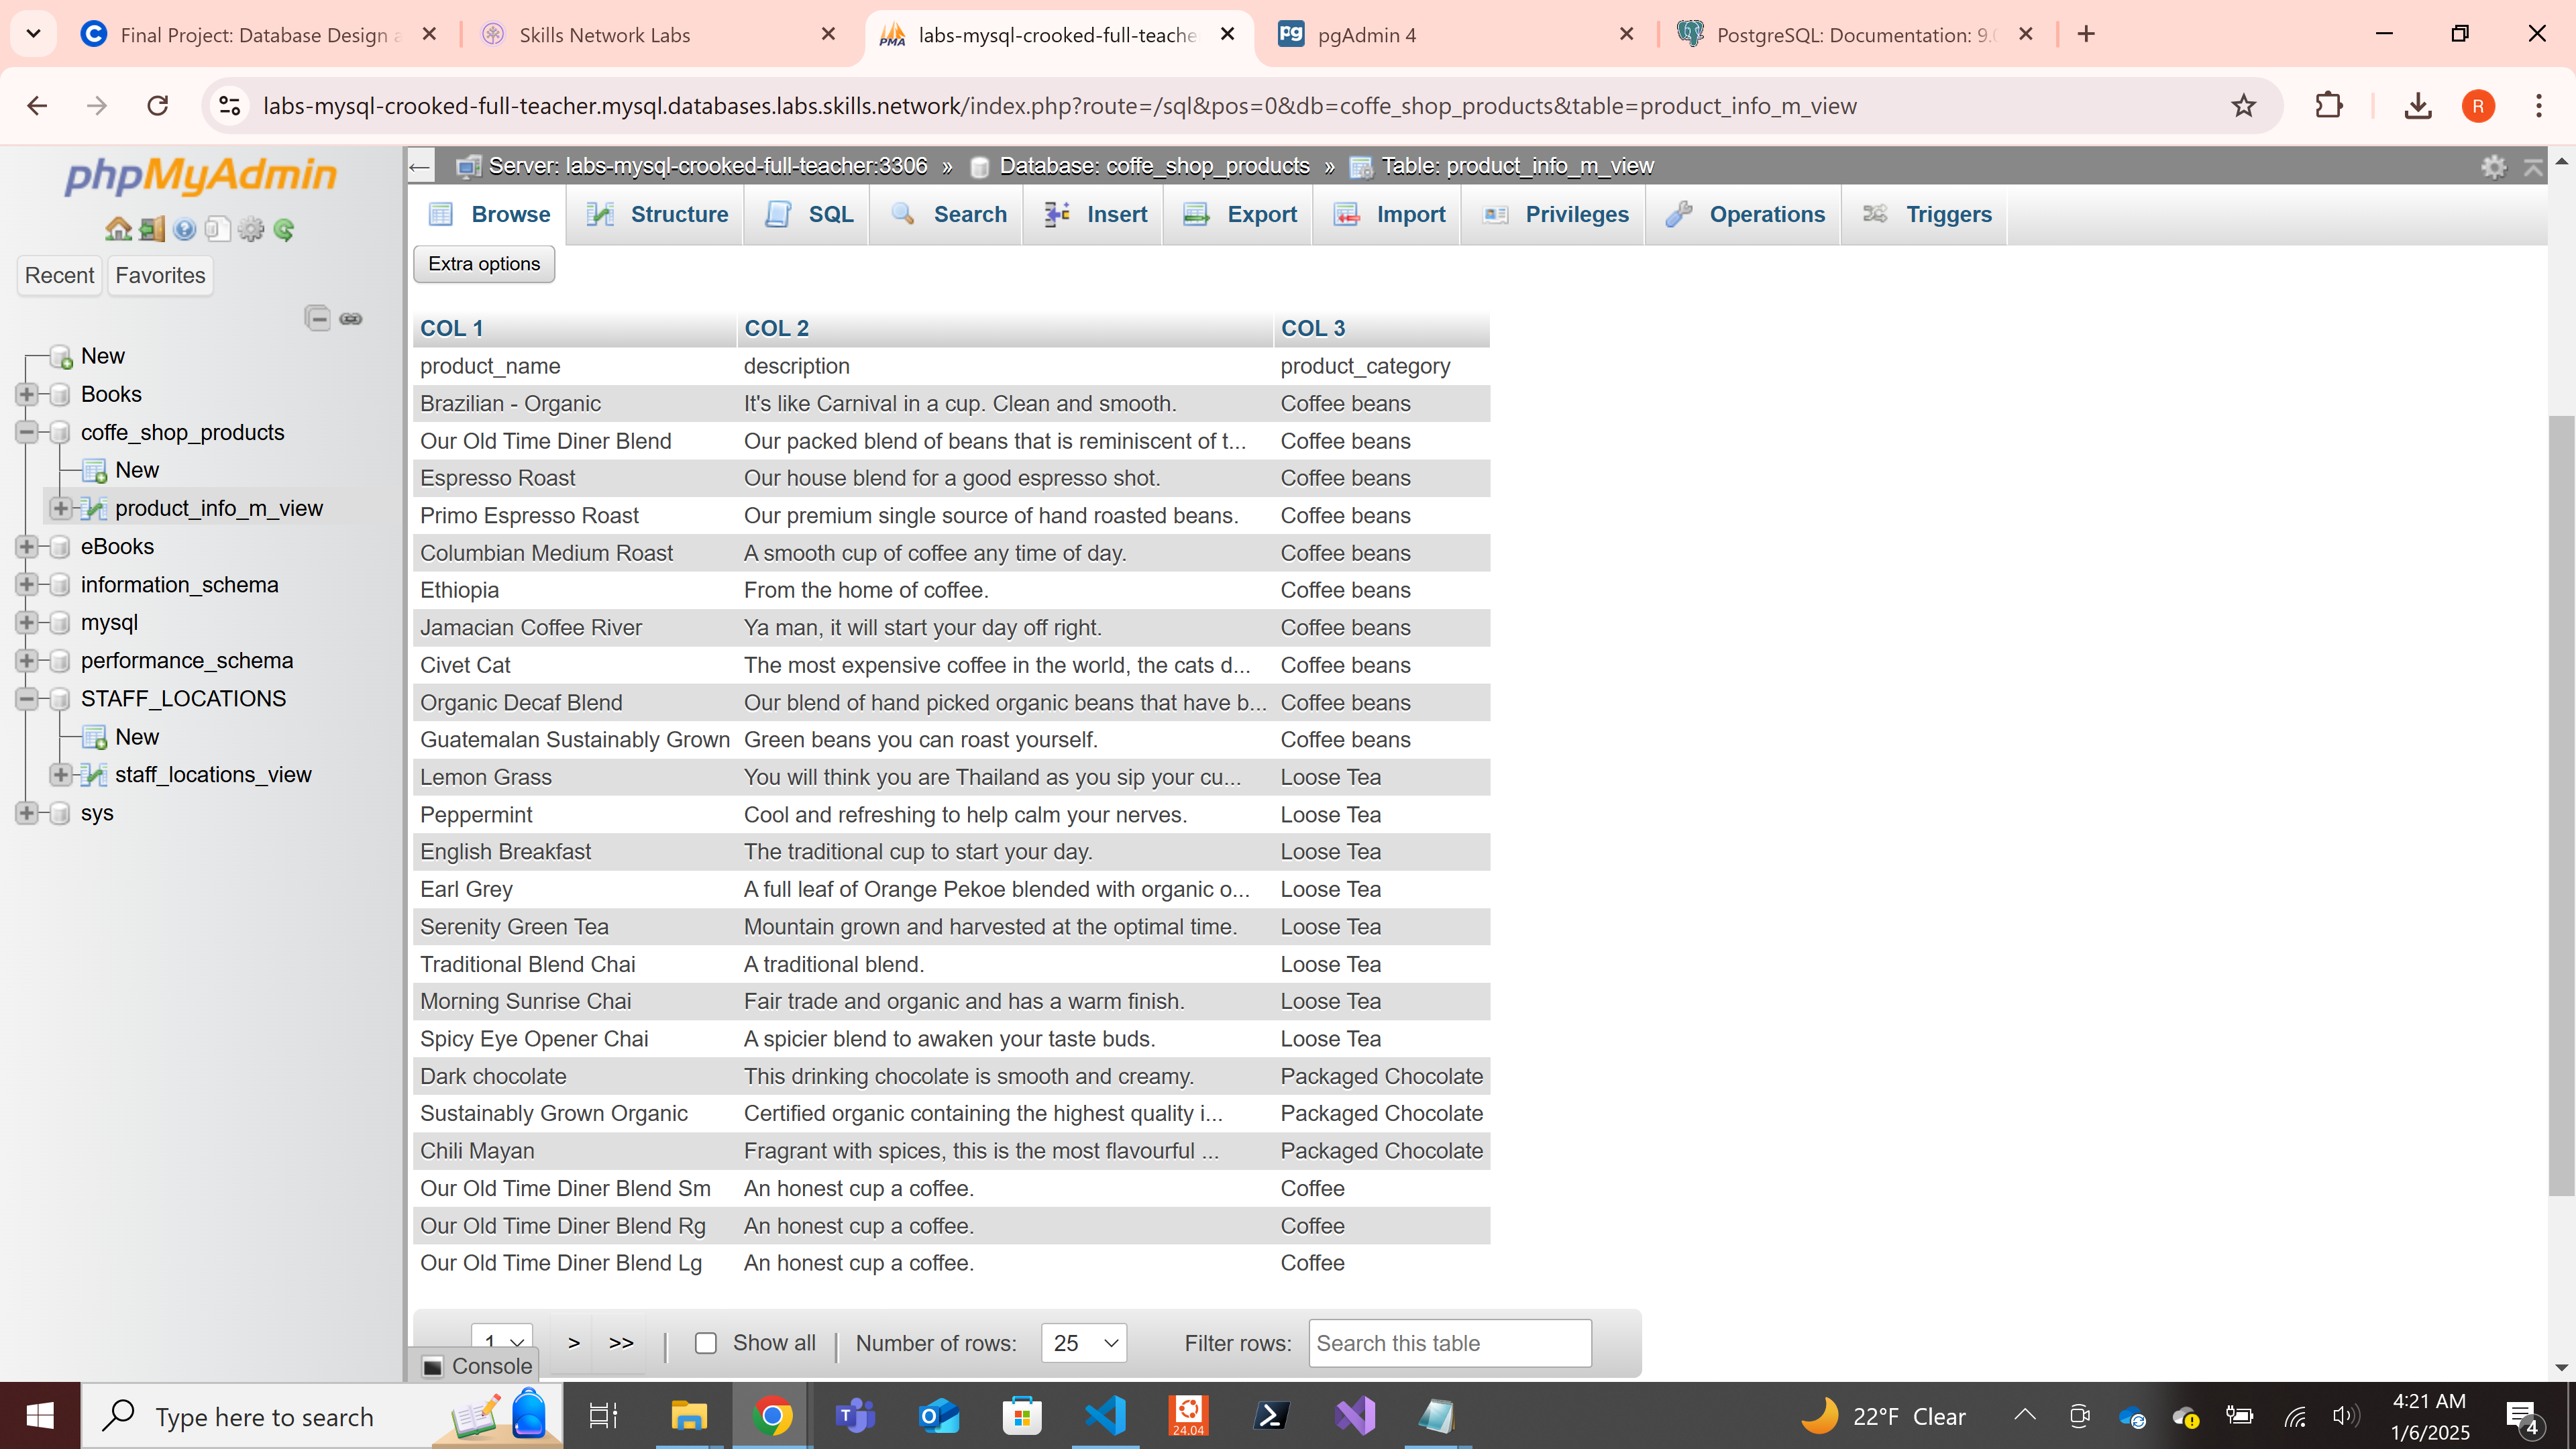 Final Project: Database Design a
Skills Network Labs
PMA labs-mysql-crooked-full-teache
pg pgAdmin 4
PostgreSQL: Documentation: 9.0
labs-mysql-crooked-full-teacher.mysql.databases.labs.skills.network/index.php?route=/sql&pos=0&db=coffe_shop_products&table=product_info_m_view
R
phpMyAdmin
Recent Favorites
New
Books
coffe_shop_products
New
product_info_m_view
eBooks
information_schema
mysql
performance_schema
STAFF_LOCATIONS
New
staff_locations_view
sys
Server: labs-mysql-crooked-full-teacher:3306 » Database: coffe_shop_products » Table: product_info_m_view
Browse Structure SQL Search Insert Export Import Privileges Operations Triggers
Extra options
COL 1 COL 2 COL 3
product_name description product_category
Brazilian - Organic It's like Carnival in a cup. Clean and smooth. Coffee beans
Our Old Time Diner Blend Our packed blend of beans that is reminiscent of t... Coffee beans
Espresso Roast Our house blend for a good espresso shot. Coffee beans
Primo Espresso Roast Our premium single source of hand roasted beans. Coffee beans
Columbian Medium Roast A smooth cup of coffee any time of day. Coffee beans
Ethiopia From the home of coffee. Coffee beans
Jamacian Coffee River Ya man, it will start your day off right. Coffee beans
Civet Cat The most expensive coffee in the world, the cats d... Coffee beans
Organic Decaf Blend Our blend of hand picked organic beans that have b... Coffee beans
Guatemalan Sustainably Grown Green beans you can roast yourself. Coffee beans
Lemon Grass You will think you are Thailand as you sip your cu... Loose Tea
Peppermint Cool and refreshing to help calm your nerves. Loose Tea
English Breakfast The traditional cup to start your day. Loose Tea
Earl Grey A full leaf of Orange Pekoe blended with organic o... Loose Tea
Serenity Green Tea Mountain grown and harvested at the optimal time. Loose Tea
Traditional Blend Chai A traditional blend. Loose Tea
Morning Sunrise Chai Fair trade and organic and has a warm finish. Loose Tea
Spicy Eye Opener Chai A spicier blend to awaken your taste buds. Loose Tea
Dark chocolate This drinking chocolate is smooth and creamy. Packaged Chocolate
Sustainably Grown Organic Certified organic containing the highest quality i... Packaged Chocolate
Chili Mayan Fragrant with spices, this is the most flavourful ... Packaged Chocolate
Our Old Time Diner Blend Sm An honest cup a coffee. Coffee
Our Old Time Diner Blend Rg An honest cup a coffee. Coffee
Our Old Time Diner Blend Lg An honest cup a coffee. Coffee
1 > >> | Show all | Number of rows: 25 Filter rows: Search this table
Console
Type here to search
24.04
22°F Clear
4:21 AM
1/6/2025
4